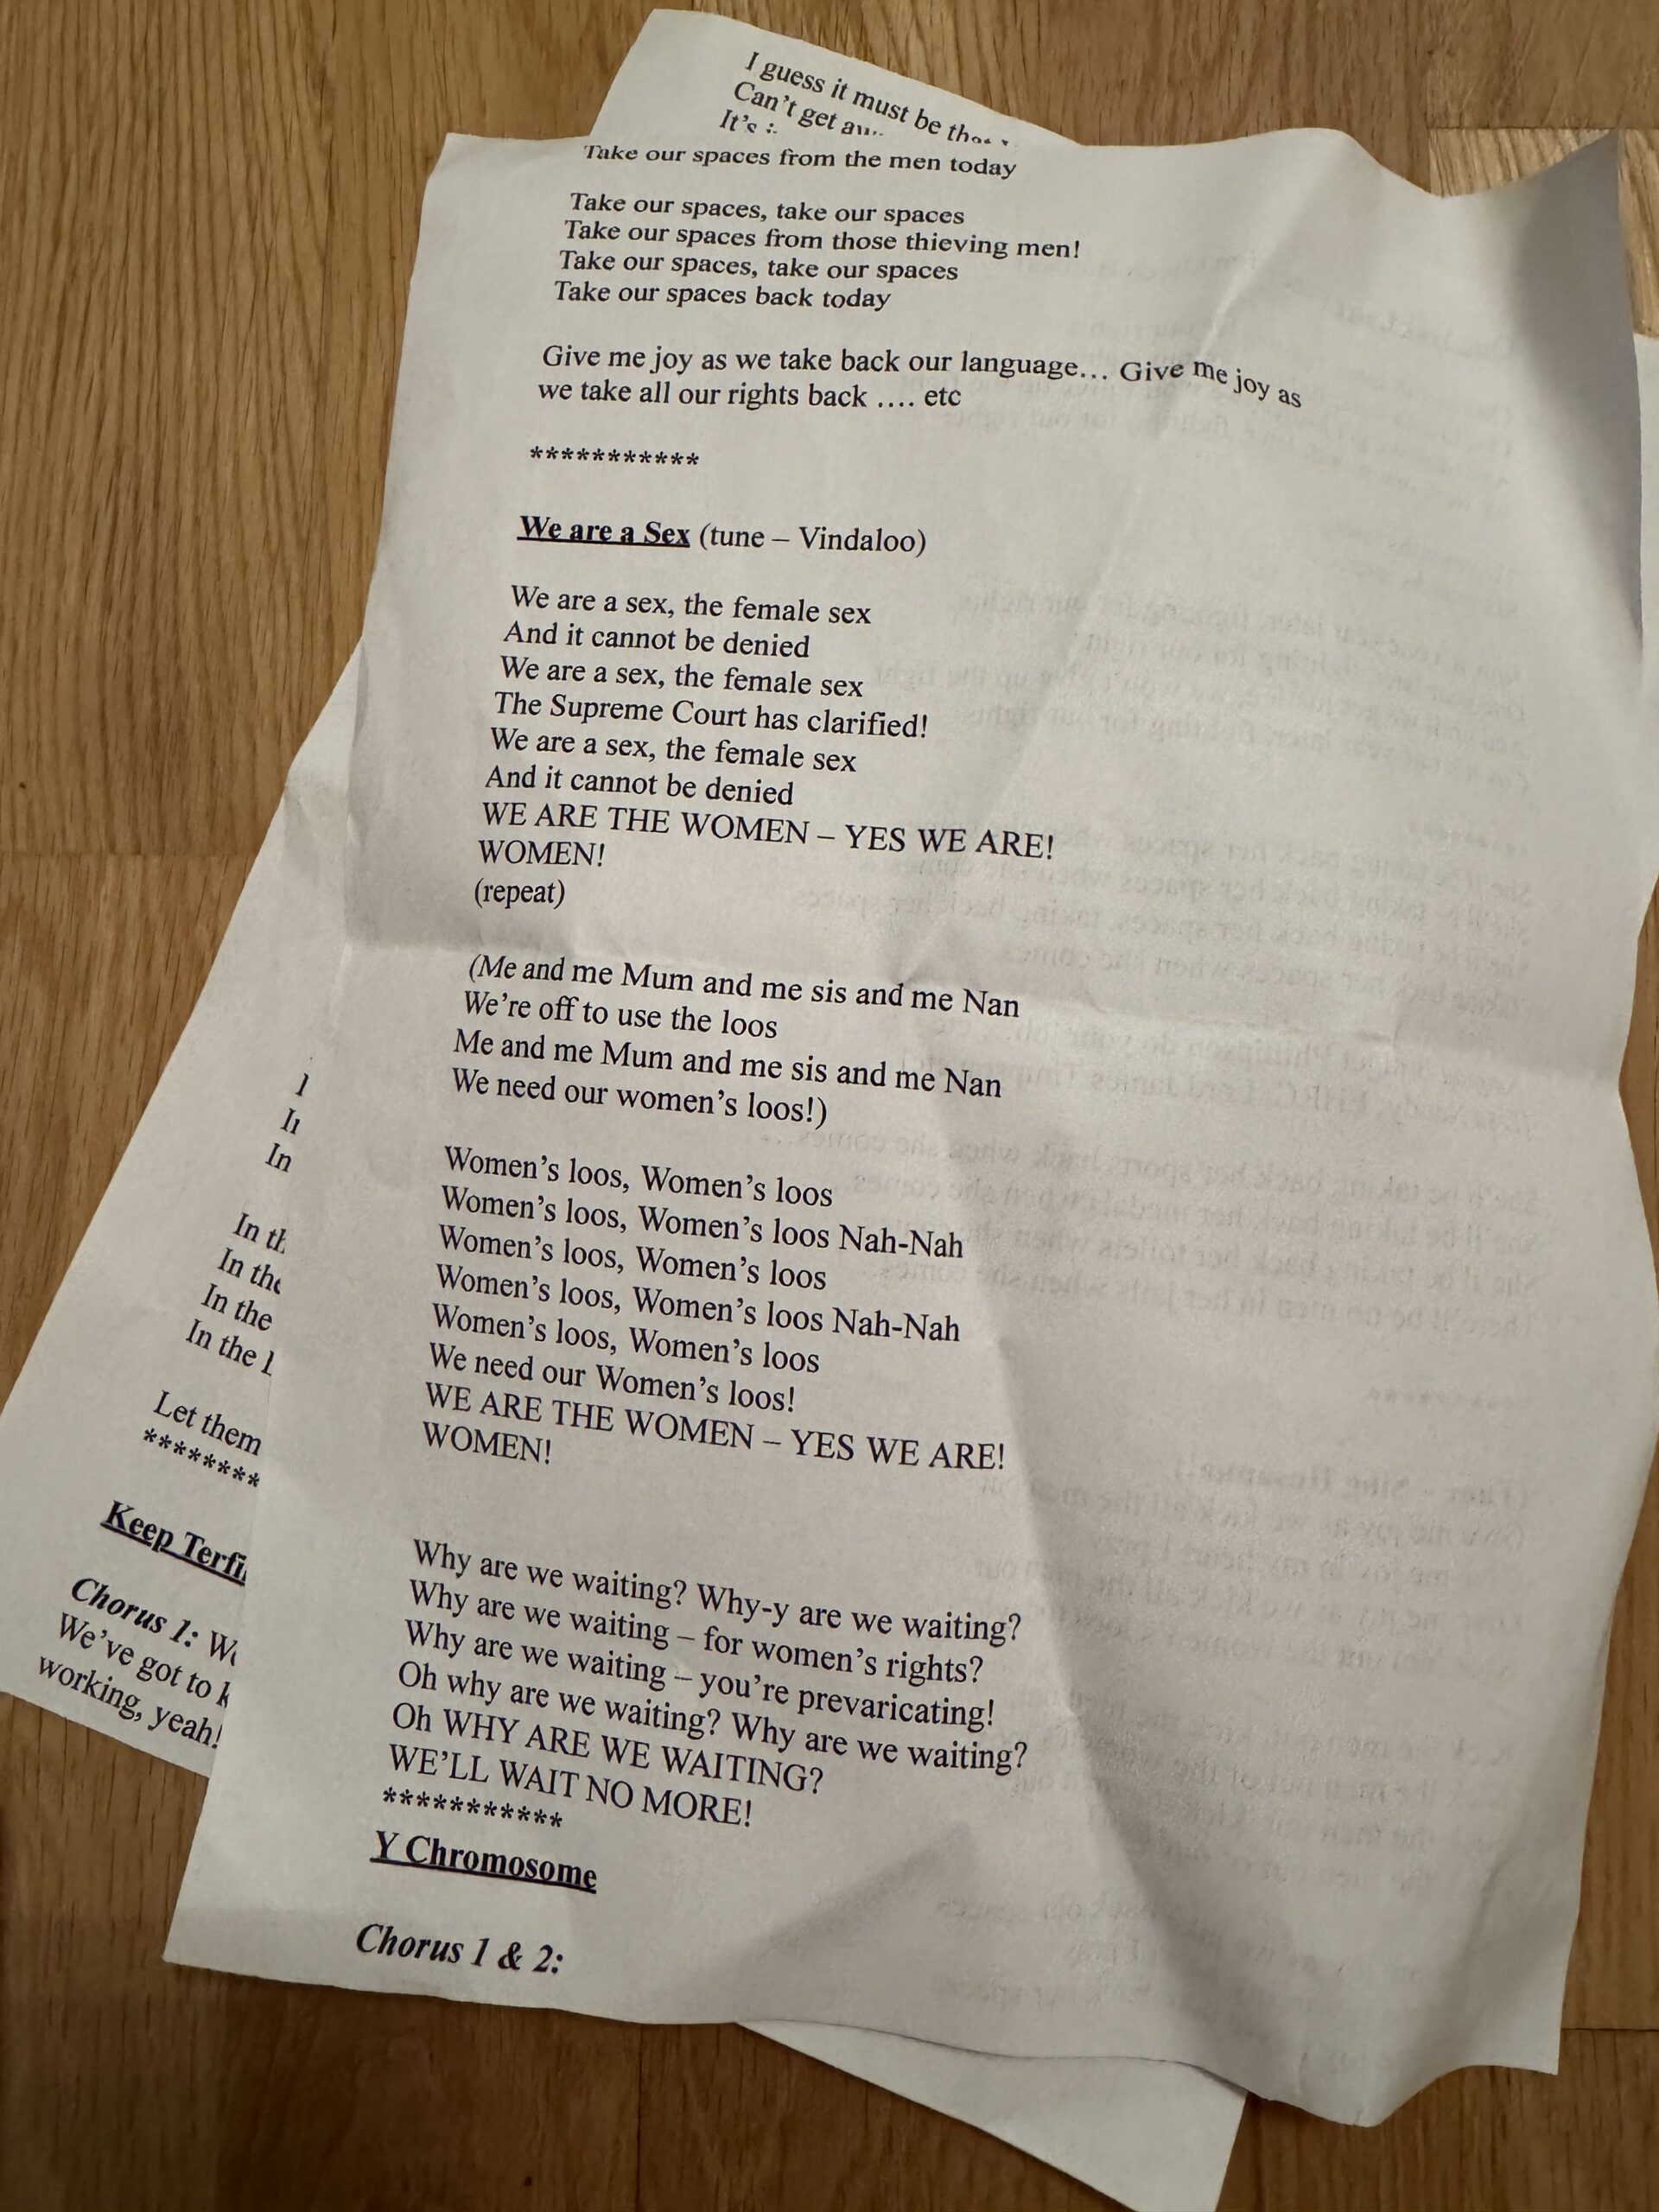 I guess it must be
Can't get
It's
Take our spaces from the men today
Take our spaces, take our spaces
Take our spaces from those thieving men!
Take our spaces, take our spaces
Take our spaces back today
Give me joy as we take back our language... Give me joy as
we take all our rights back .... etc
***********
We are a Sex (tune – Vindaloo)
We are a sex, the female sex
And it cannot be denied
We are a sex, the female sex
The Supreme Court has clarified!
We are a sex, the female sex
And it cannot be denied
WE ARE THE WOMEN – YES WE ARE!
WOMEN!
(repeat)
(Me and me Mum and me sis and me Nan
We're off to use the loos
Me and me Mum and me sis and me Nan
We need our women's loos!)
Women's loos, Women's loos
Women's loos, Women's loos Nah-Nah
Women's loos, Women's loos
Women's loos, Women's loos Nah-Nah
Women's loos, Women's loos
We need our Women's loos!
WE ARE THE WOMEN – YES WE ARE!
WOMEN!
Why are we waiting? Why-y are we waiting?
Why are we waiting – for women's rights?
Why are we waiting – you're prevaricating!
Oh why are we waiting? Why are we waiting?
Oh WHY ARE WE WAITING?
WE'LL WAIT NO MORE!
***********
Y Chromosome
Chorus 1 & 2:
In
In
In the
In the
In the
Let them
********
Keep
Chorus 1:
We've got to
working, yeah!